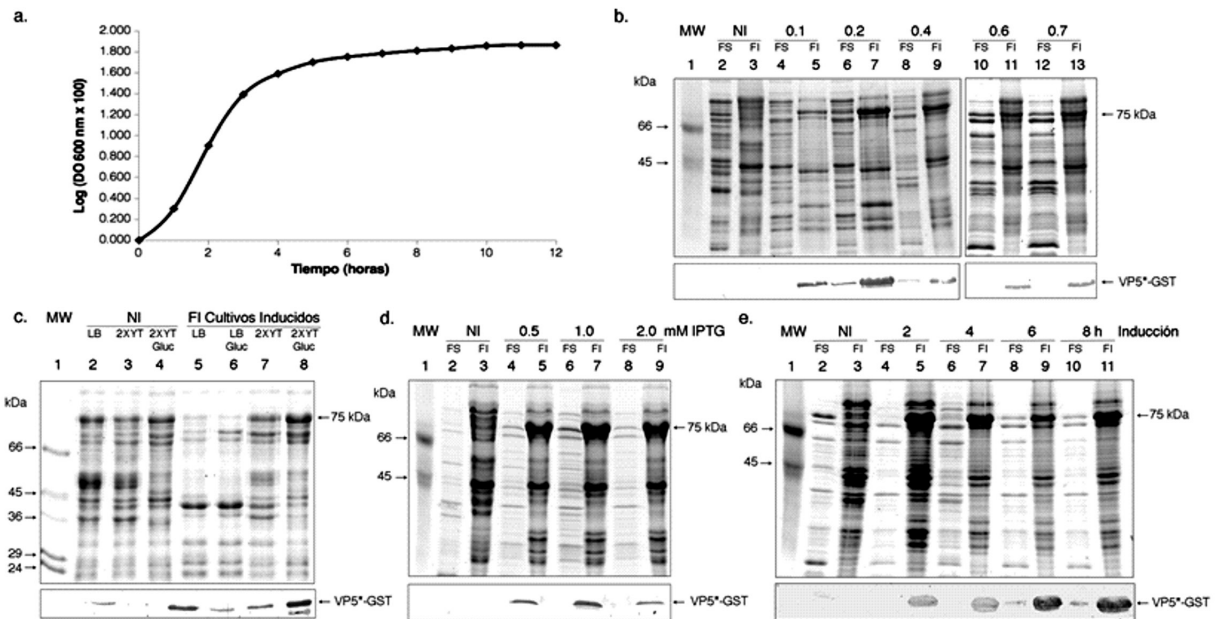 a.
Log (DO 600 nm x 100)
2.000
1.800
1.600
1.400
1.200
1.000
0.800
0.600
0.400
0.200
0.000
0 2 4 6 8 10 12
Tiempo (horas)
b.
MW NI 0.1 0.2 0.4 0.6 0.7
FS FI FS FI FS FI FS FI FS FI FS FI
1 2 3 4 5 6 7 8 9 10 11 12 13
kDa
66
45
75 kDa
VP5*-GST
c.
MW NI FI Cultivos Inducidos
LB 2XYT 2XYT Gluc LB LB Gluc 2XYT 2XYT Gluc
1 2 3 4 5 6 7 8
kDa
66
45
36
29
24
75 kDa
VP5*-GST
d.
MW NI 0.5 1.0 2.0 mM IPTG
FS FI FS FI FS FI FS FI
1 2 3 4 5 6 7 8 9
kDa
66
45
75 kDa
VP5*-GST
e.
MW NI 2 4 6 8 h Inducción
FS FI FS FI FS FI FS FI FS FI
1 2 3 4 5 6 7 8 9 10 11
kDa
66
45
75 kDa
VP5*-GST